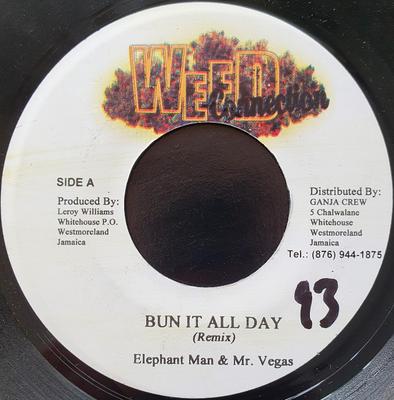 WEED
Connection
SIDE A
Produced By:
Leroy Williams
Whitehouse P.O.
Westmoreland
Jamaica
Distributed By:
GANJA CREW
5 Chalwalane
Whitehouse
Westmoreland
Jamaica
Tel.: (876) 944-1875
93
BUN IT ALL DAY
(Remix)
Elephant Man & Mr. Vegas